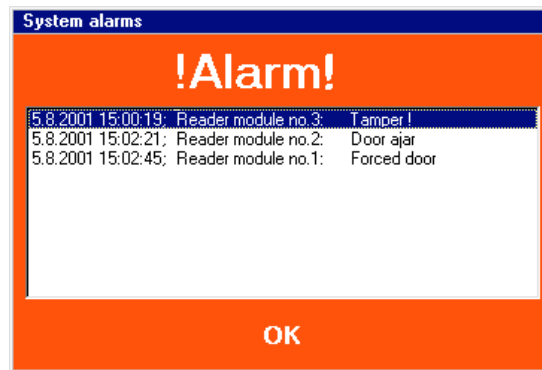 System alarms
!Alarm!
5.8.2001 15:00:19; Reader module no.3: Tamper !
5.8.2001 15:02:21; Reader module no.2: Door ajar
5.8.2001 15:02:45; Reader module no.1: Forced door
OK